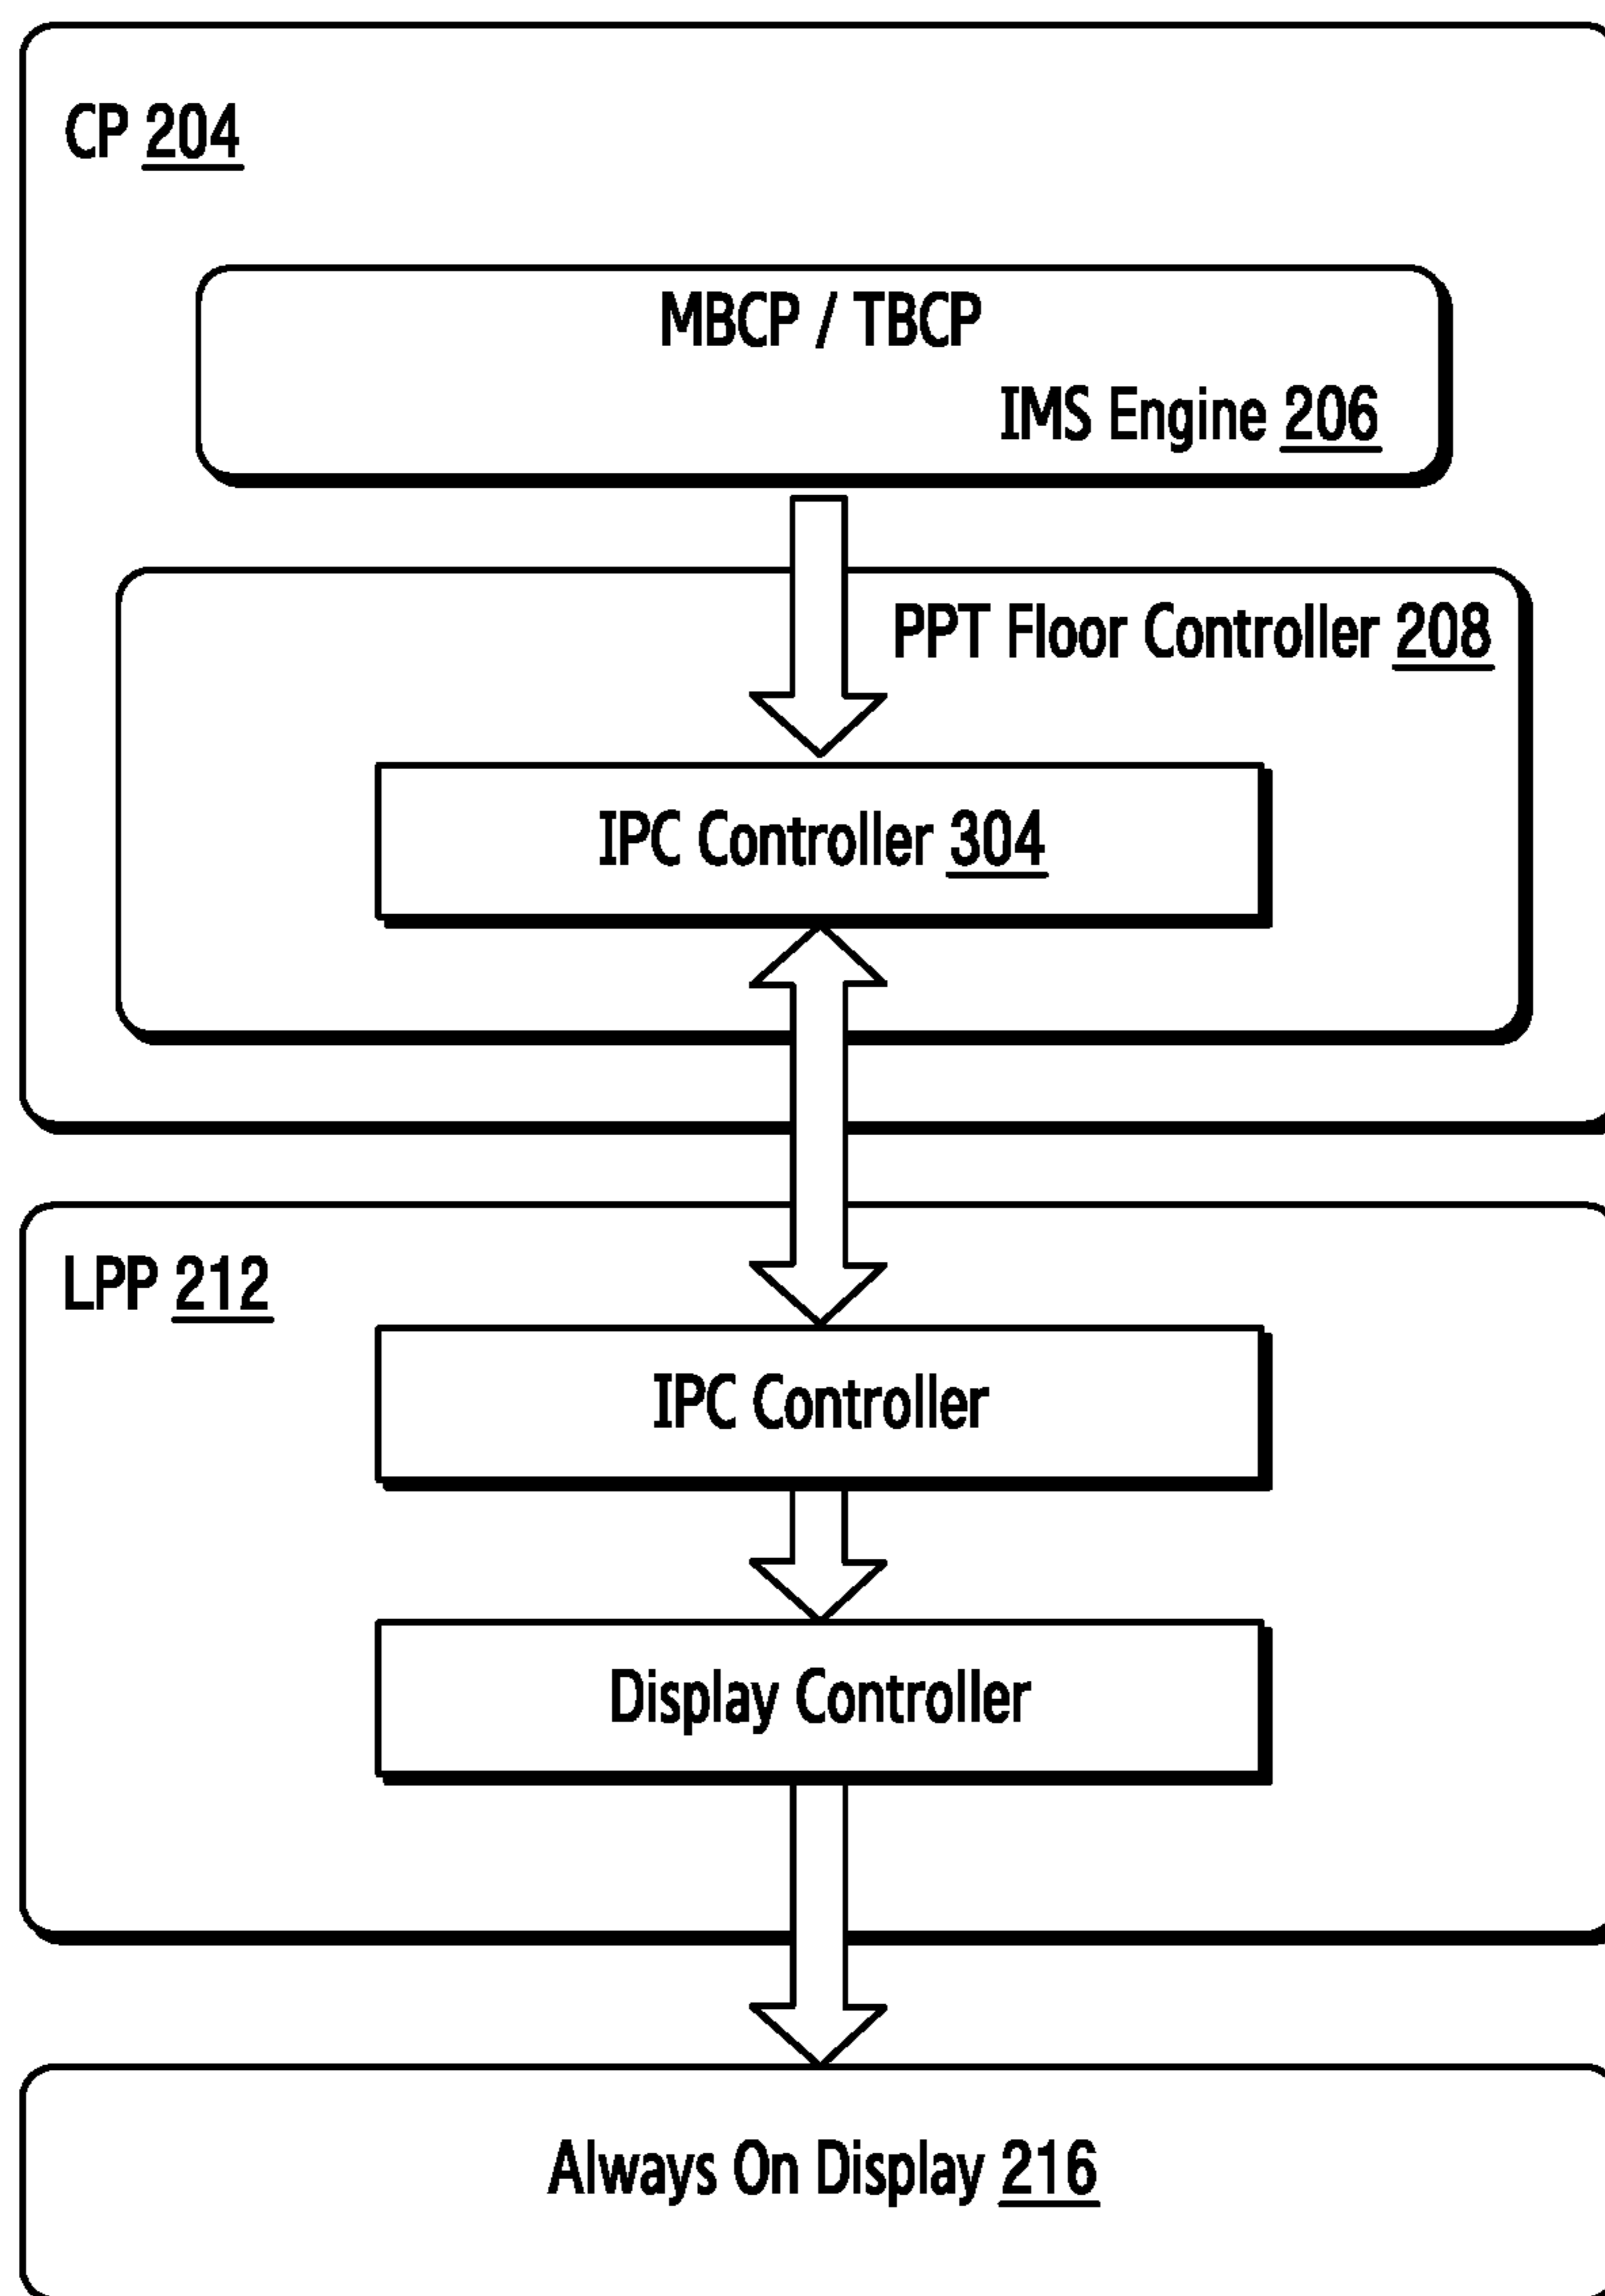 CP 204
MBCP / TBCP
IMS Engine 206
PPT Floor Controller 208
IPC Controller 304
LPP 212
IPC Controller
Display Controller
Always On Display 216